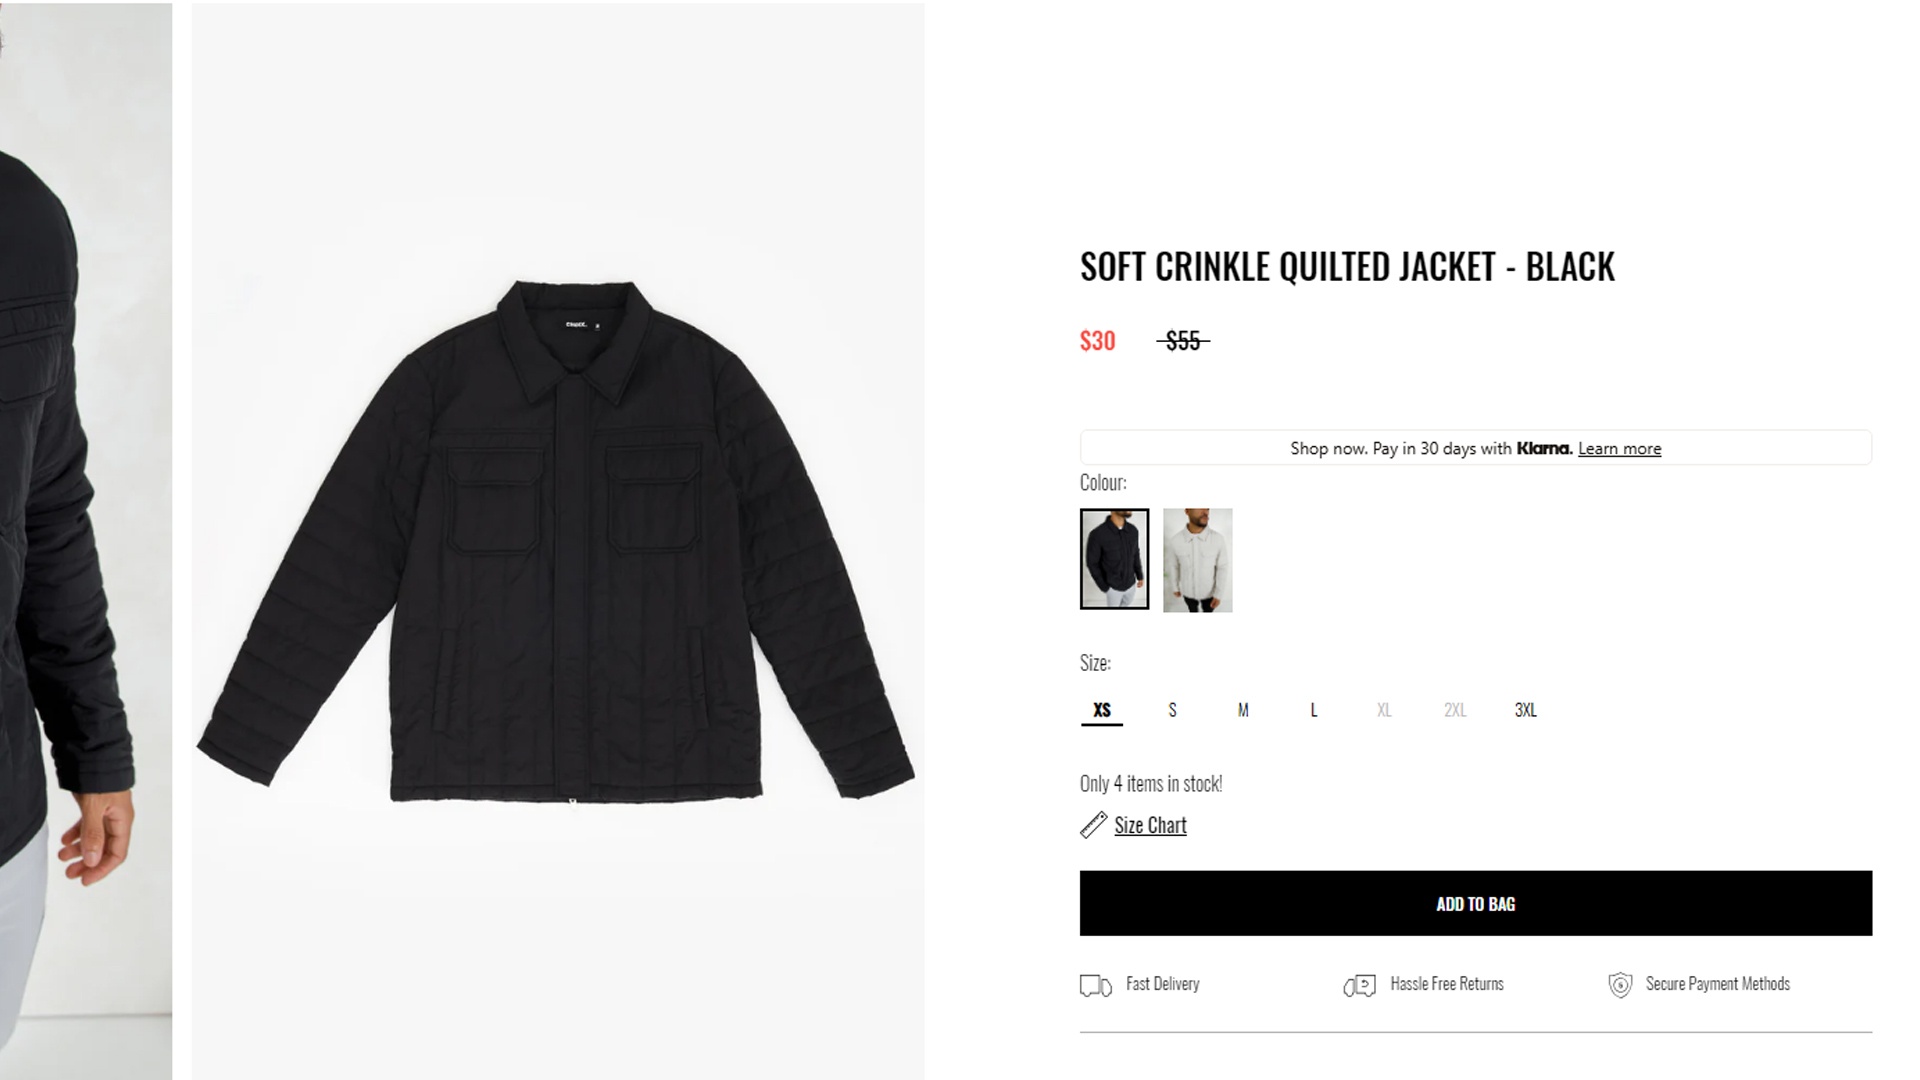 SOFT CRINKLE QUILTED JACKET - BLACK
$30 $55
Shop now. Pay in 30 days with Klarna. Learn more
Colour:
Size:
XS S M L XL 2XL 3XL
Only 4 items in stock!
Size Chart
ADD TO BAG
Fast Delivery Hassle Free Returns Secure Payment Methods